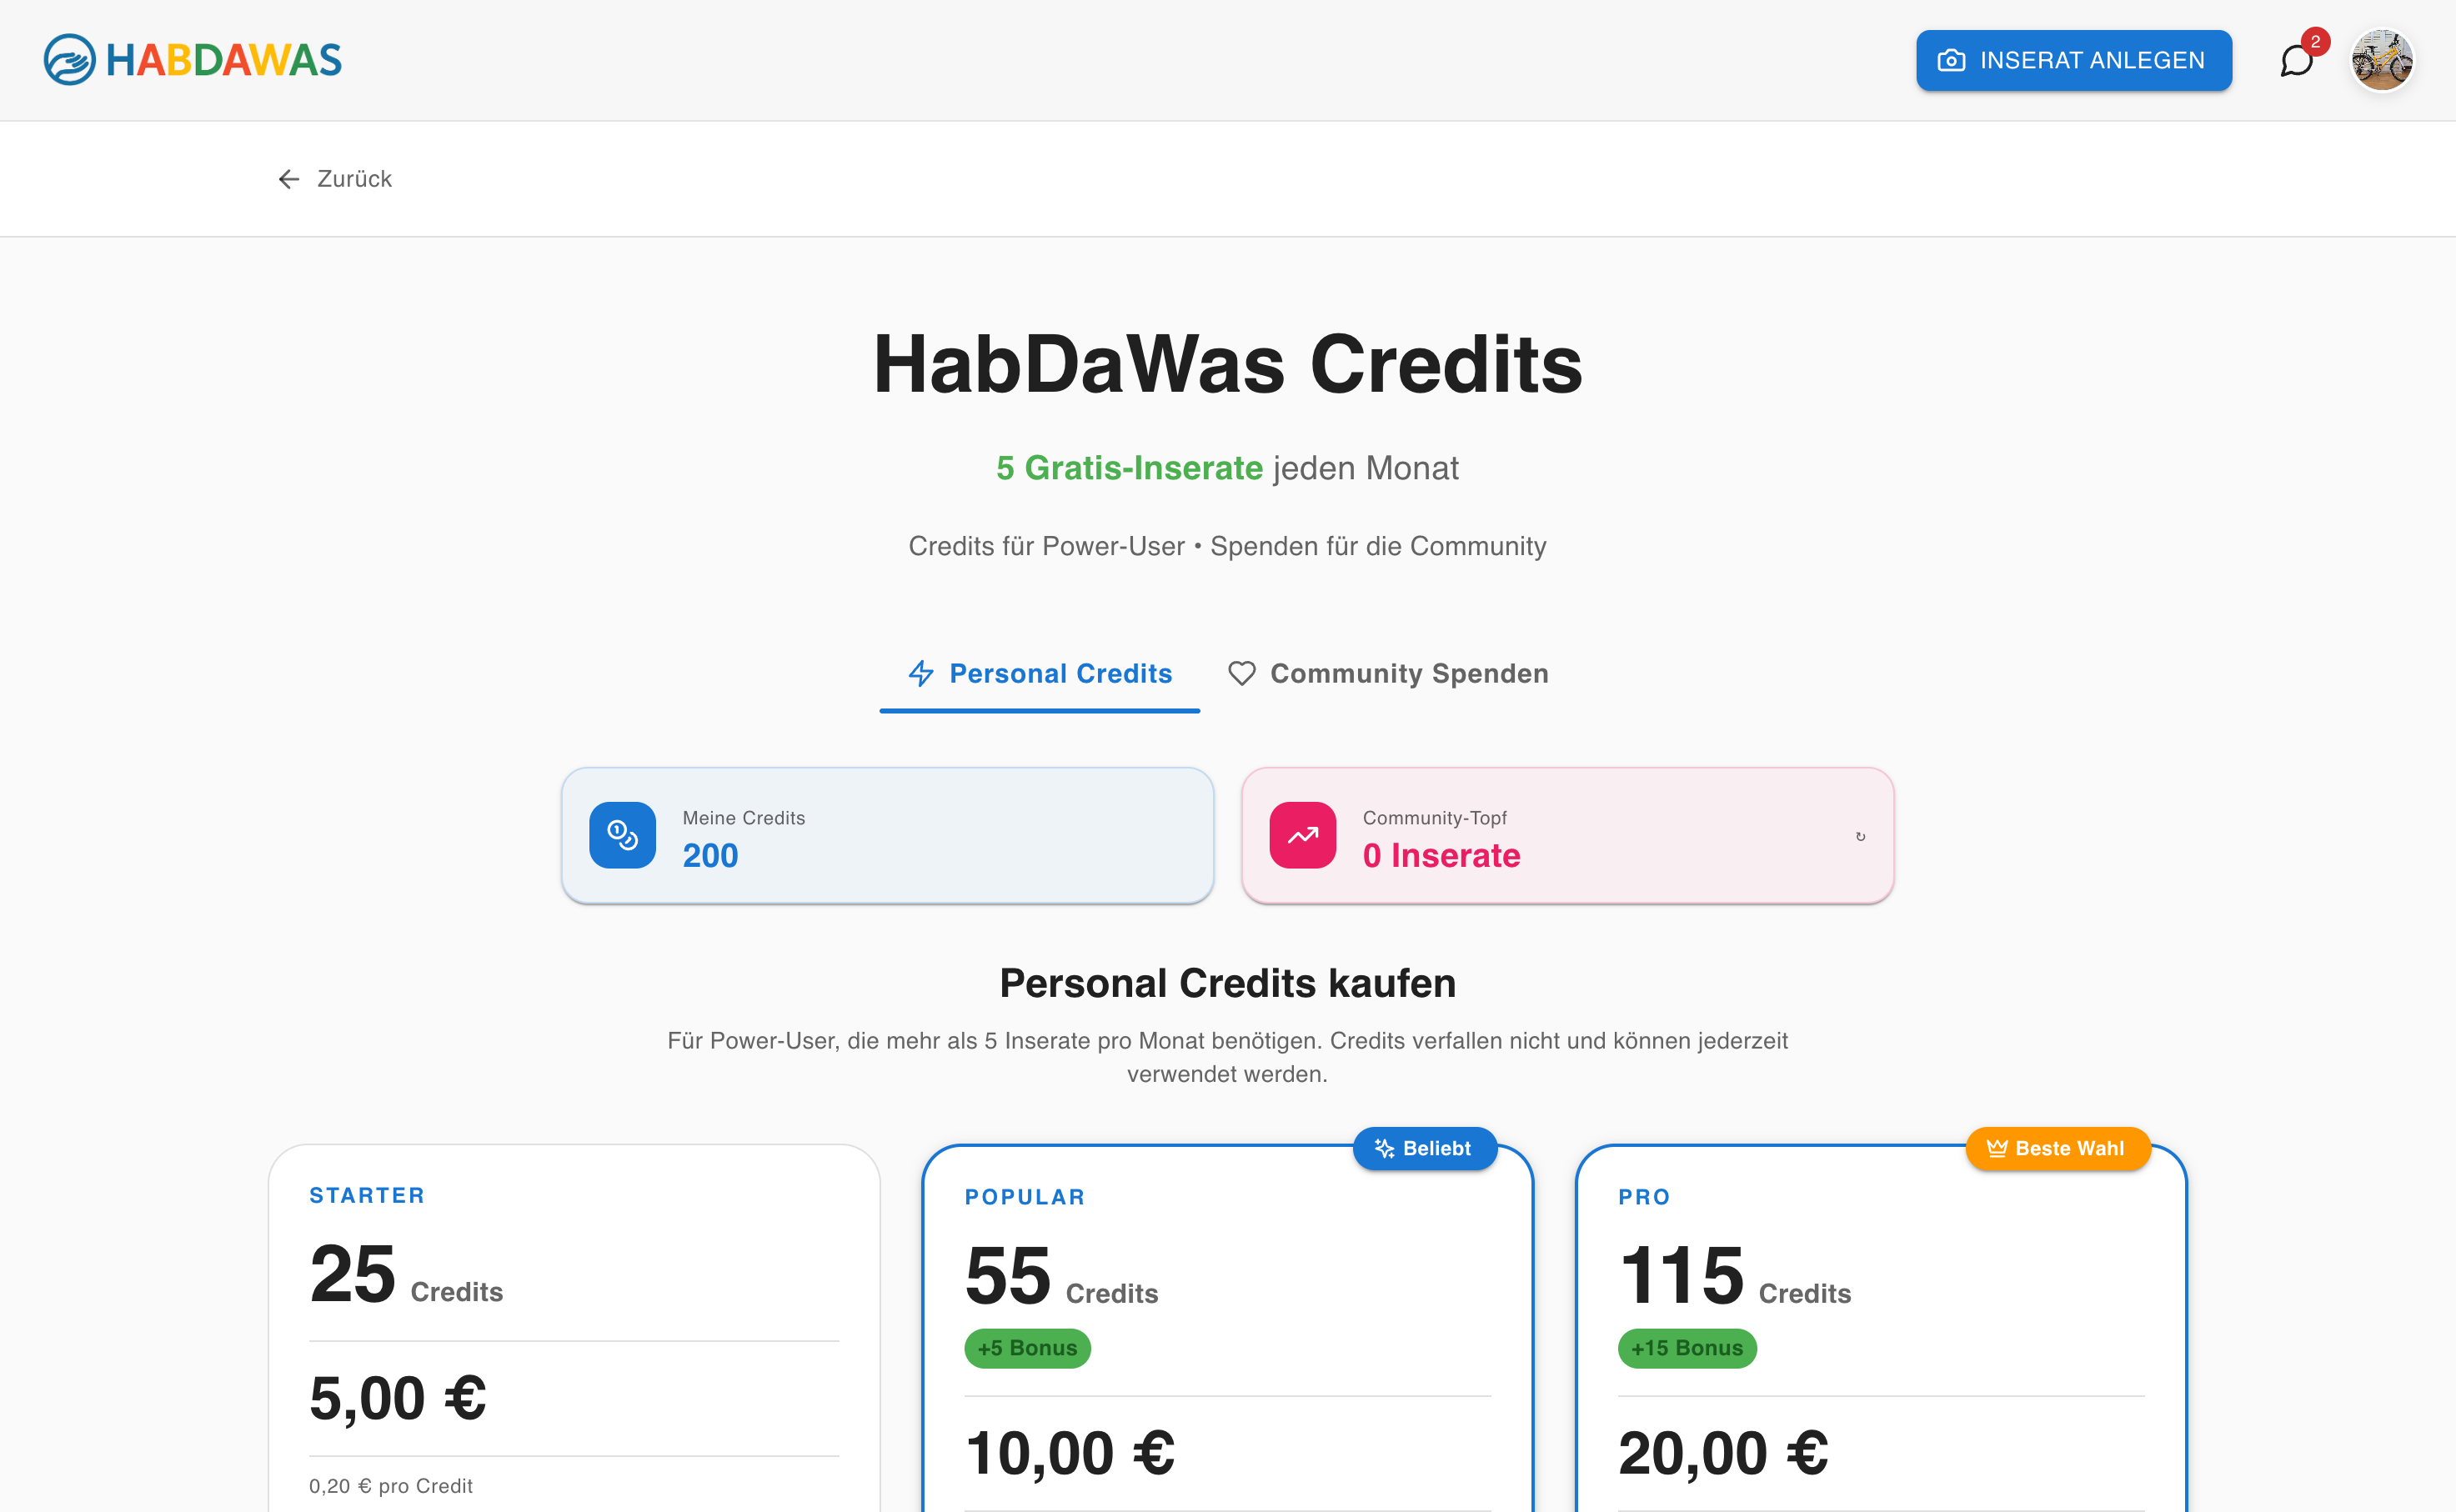 HABDAWAS
INSERAT ANLEGEN
2
Zurück
HabDaWas Credits
5 Gratis-Inserate jeden Monat
Credits für Power-User • Spenden für die Community
Personal Credits
Community Spenden
Meine Credits
200
Community-Topf
0 Inserate
↻
Personal Credits kaufen
Für Power-User, die mehr als 5 Inserate pro Monat benötigen. Credits verfallen nicht und können jederzeit
verwendet werden.
STARTER
25 Credits
5,00 €
0,20 € pro Credit
Beliebt
POPULAR
55 Credits
+5 Bonus
10,00 €
Beste Wahl
PRO
115 Credits
+15 Bonus
20,00 €